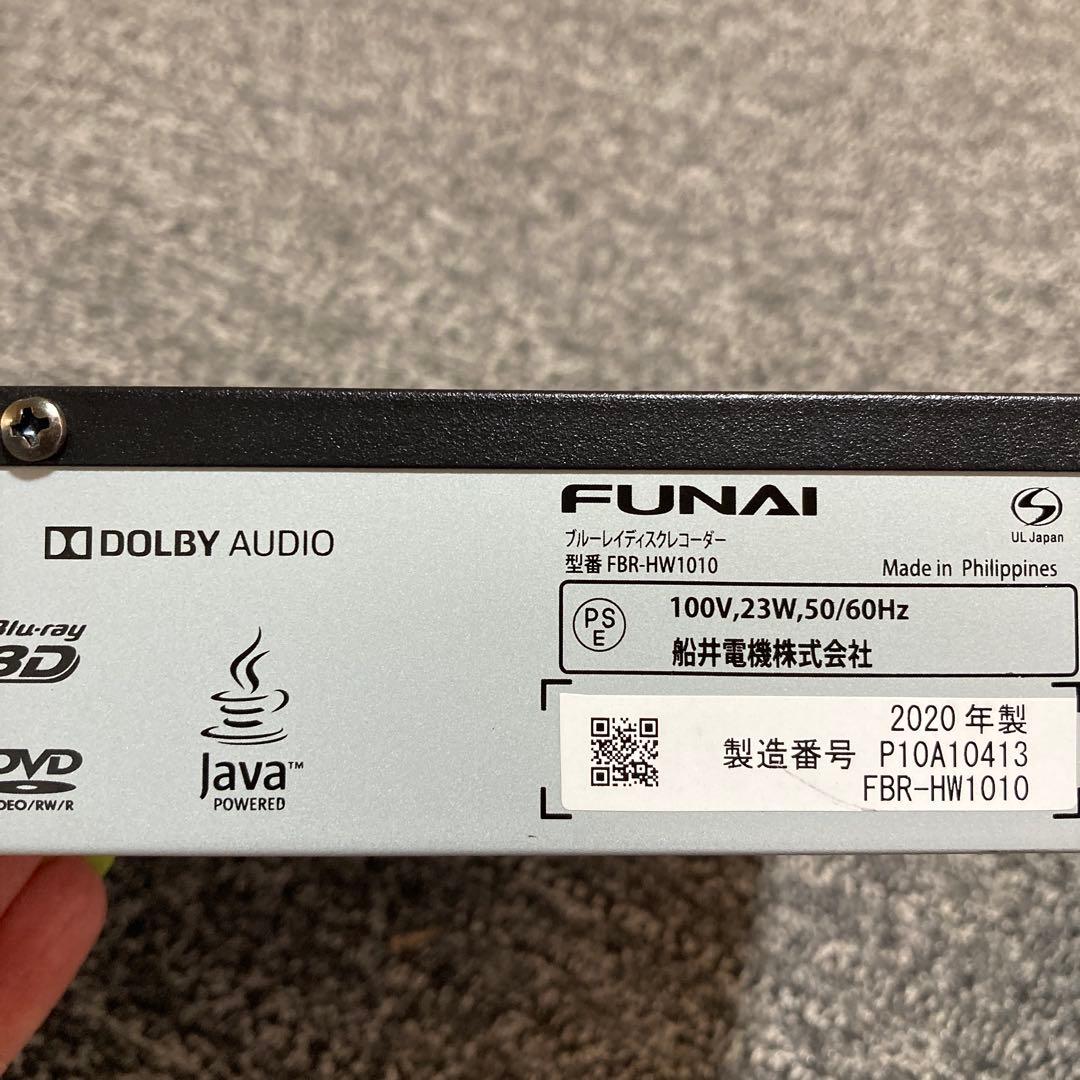 DOLBY AUDIO
Blu-ray
3D
DVD
VIDEO/RW/R
Java™
POWERED
FUNAI
ブルーレイディスクレコーダー
型番 FBR-HW1010
UL Japan
Made in Philippines
PS
E
100V,23W,50/60Hz
船井電機株式会社
2020 年製
製造番号 P10A10413
FBR-HW1010